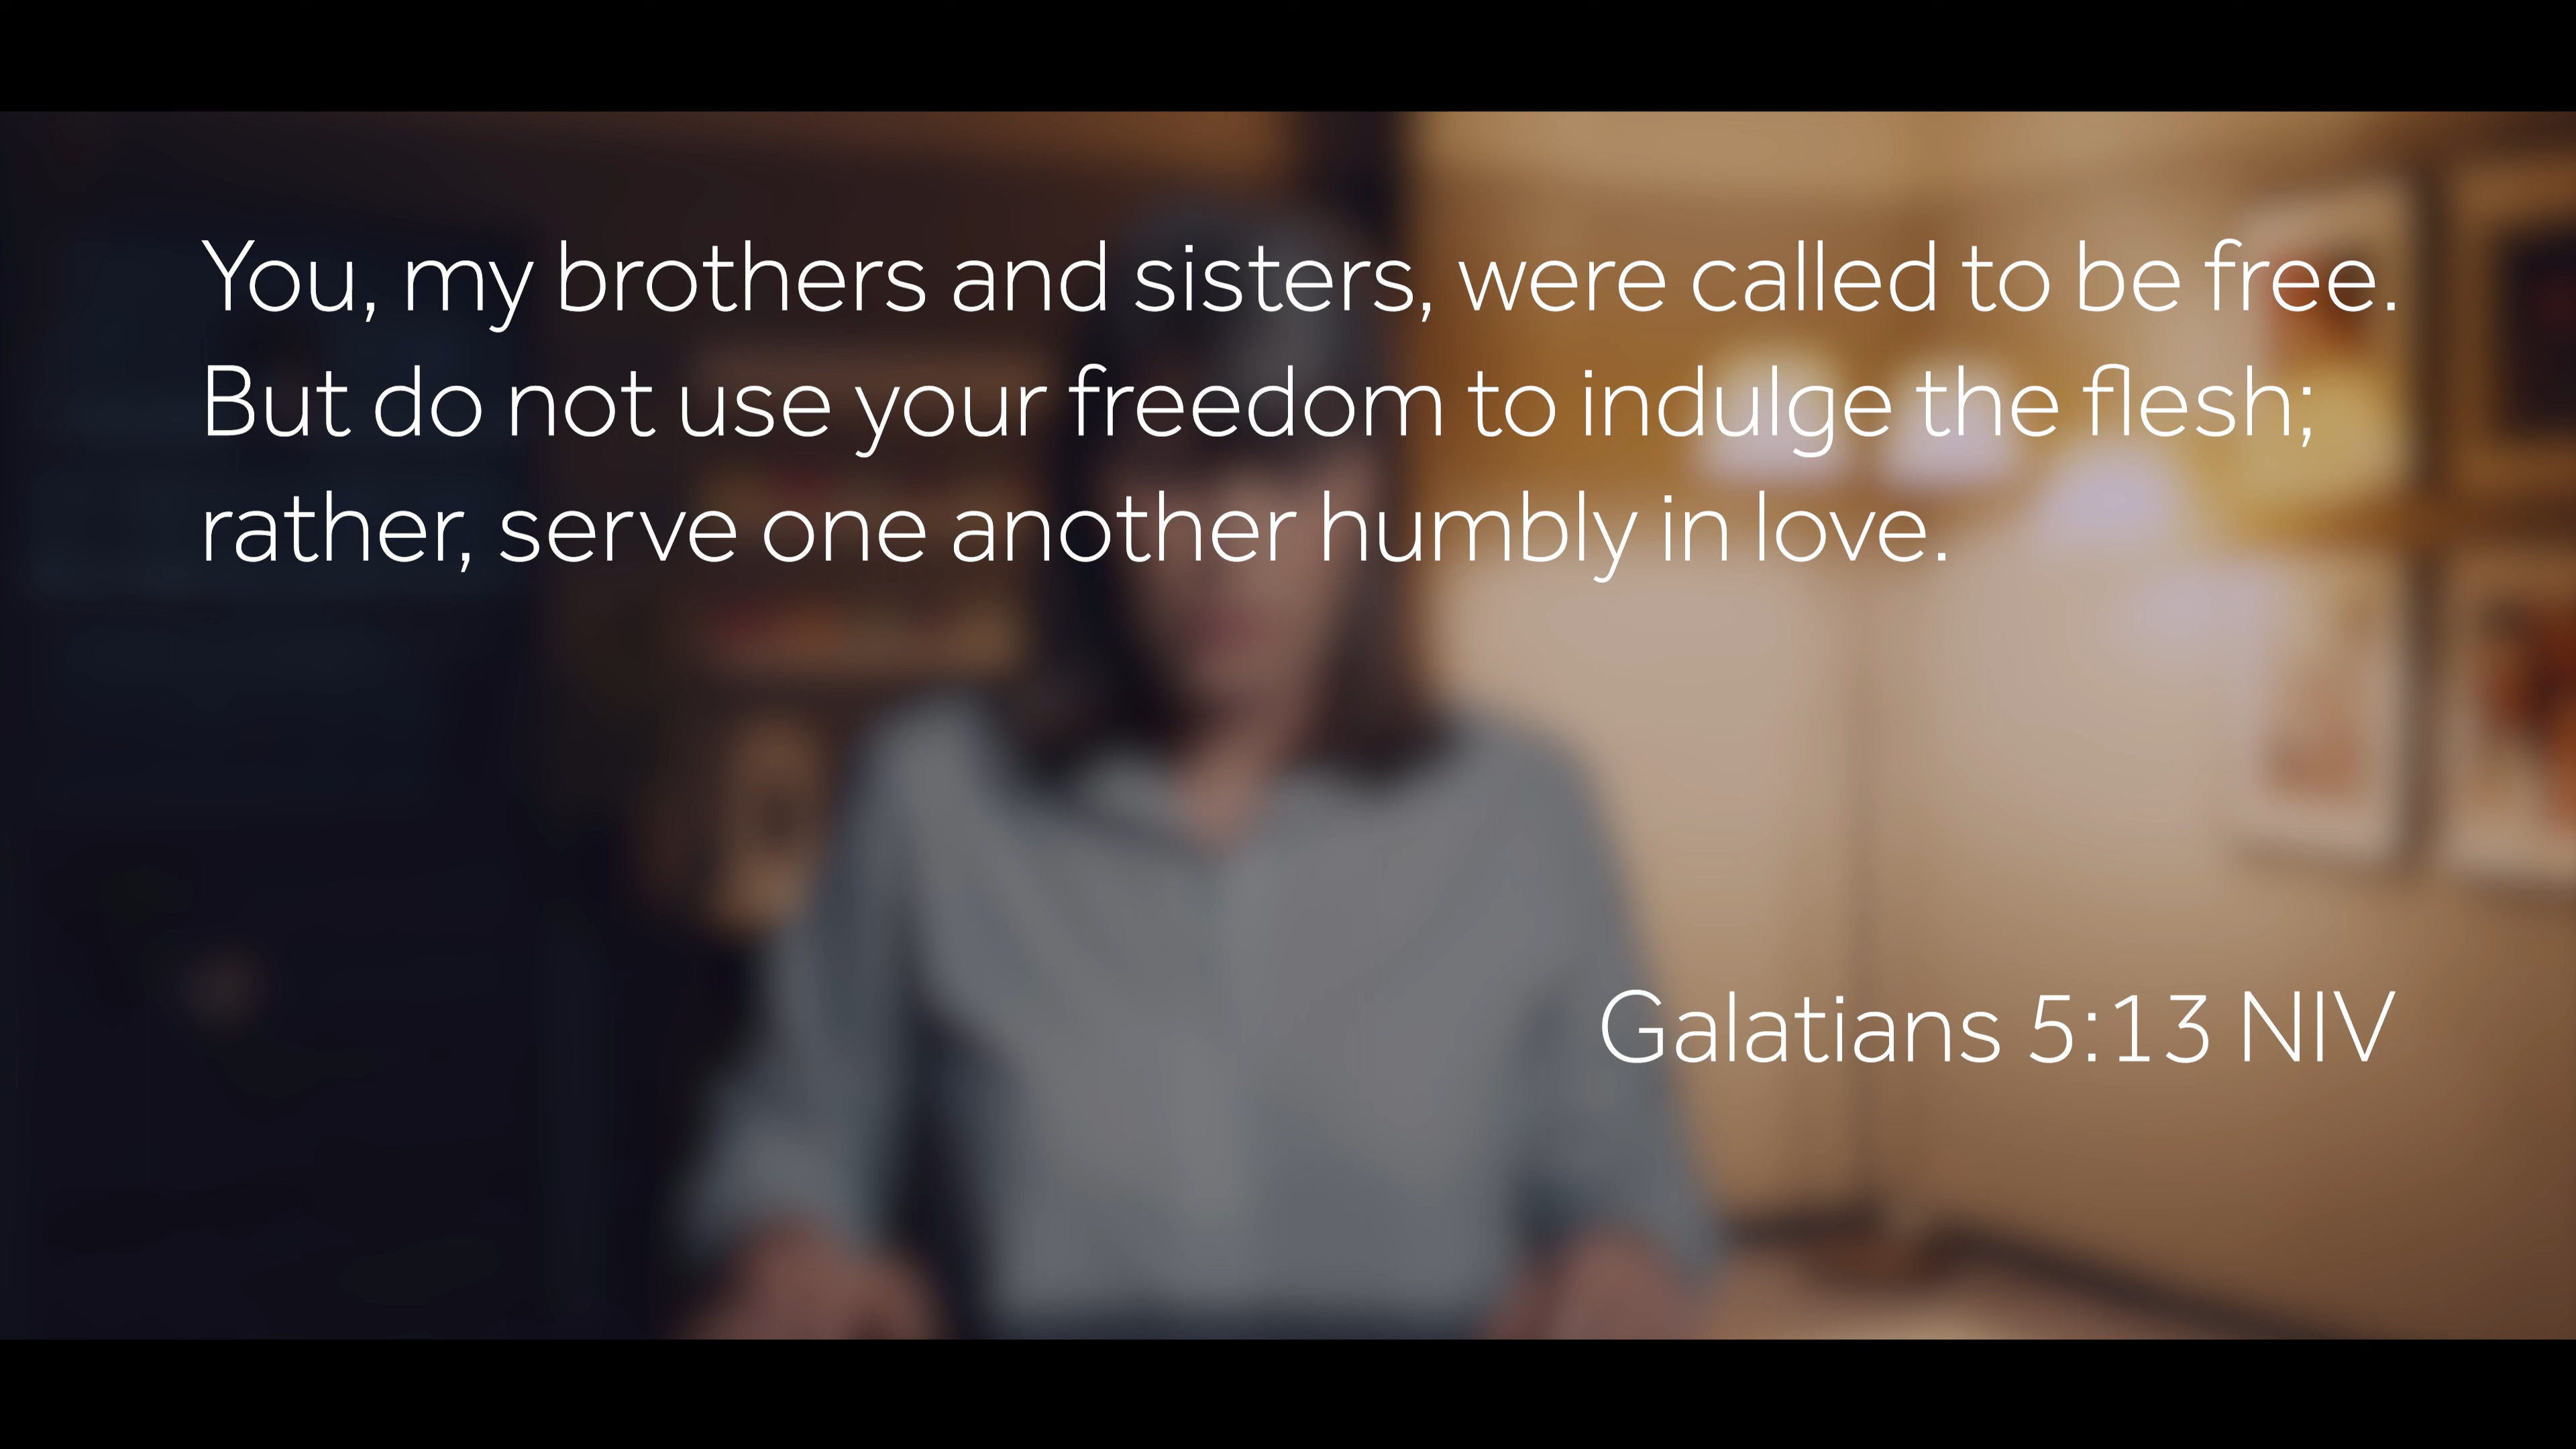 You, my brothers and sisters, were called to be free.
But do not use your freedom to indulge the flesh;
rather, serve one another humbly in love.
Galatians 5:13 NIV